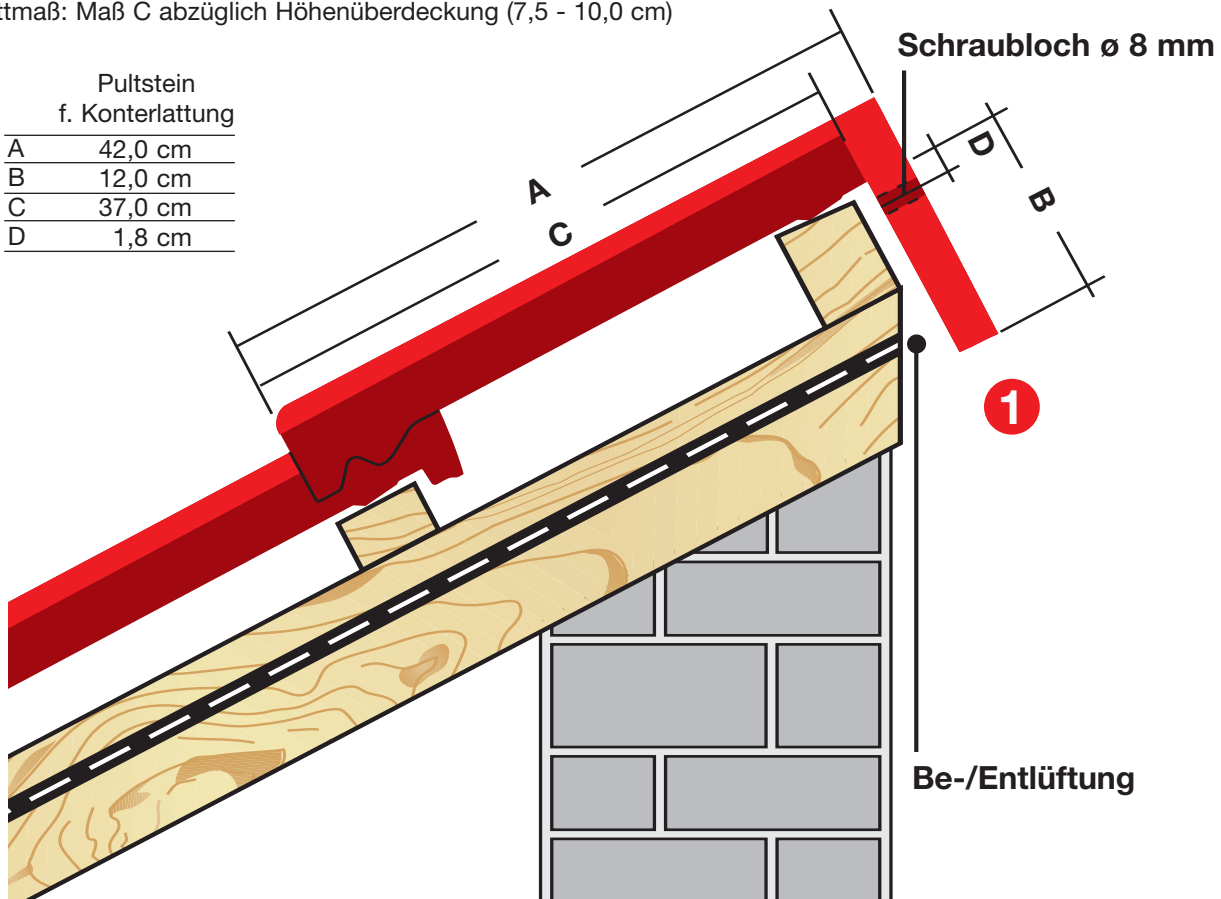 Maß C abzüglich Höhenüberdeckung (7,5 - 10,0 cm)
Schraubloch ø 8 mm
Pultstein
f. Konterlattung
A 42,0 cm
B 12,0 cm
C 37,0 cm
D 1,8 cm
A
C
D
B
1
Be-/Entlüftung